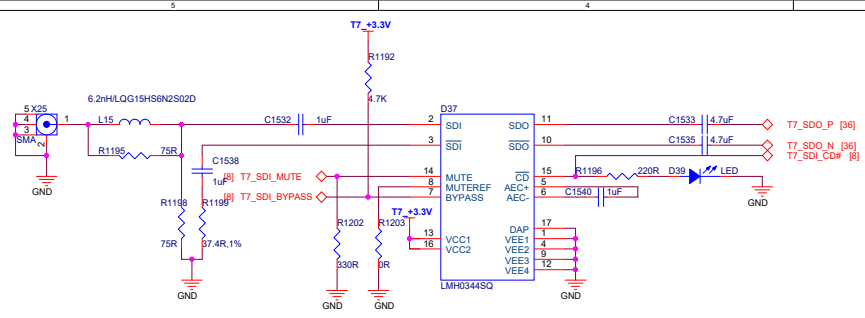 5 4
T7_+3.3V
R1192
4.7K
6.2nH/LQG15HS6N2S02D
L15
5 X25
4
3
2
1
SMA
GND
R1195 75R
C1532 1uF
C1538
1uF
[8] T7_SDI_MUTE
[8] T7_SDI_BYPASS
R1198
75R
R1199
37.4R,1%
GND
T7_+3.3V
R1202
330R
GND
R1203
0R
GND
D37
2 SDI SDO 11
3 SDI SDO 10
14 MUTE CD 15
8 MUTEREF AEC+ 5
7 BYPASS AEC- 6
DAP 17
13 VCC1 VEE1 1
16 VCC2 VEE2 4
VEE3 9
VEE4 12
LMH0344SQ
GND
C1533 4.7uF
T7_SDO_P [36]
C1535 4.7uF
T7_SDO_N [36]
T7_SDI_CD# [8]
R1196 220R
D39 LED
C1540 1uF
GND